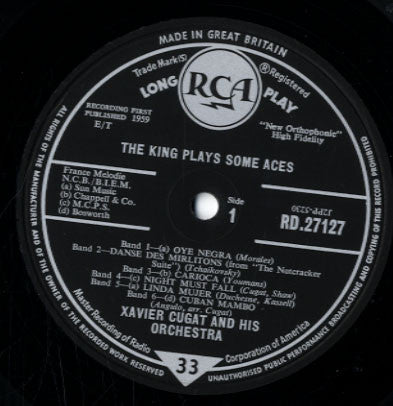 MADE IN GREAT BRITAIN
Trade Mark(S) ®Registered
LONG RCA PLAY
RECORDING FIRST
PUBLISHED 1959
E/T
"New Orthophonic"
High Fidelity
THE KING PLAYS SOME ACES
France Melodie
N.C.B./B.I.E.M.
(a) Sun Music
(b) Chappell & Co.
(c) M.C.P.S.
(d) Bosworth
Side
1
12PP-3230
RD.27127
Band 1—(a) OYE NEGRA (Morales)
Band 2—DANSE DES MIRLITONS (from "The Nutcracker
Suite") (Tchaikovsky)
Band 3—(b) CARIOCA (Youmans)
Band 4—(c) NIGHT MUST FALL (Cugat, Shaw)
Band 5—(a) LINDA MUJER (Duchesne, Kassell)
Band 6—(d) CUBAN MAMBO
(Angulo, arr. Cugat)
XAVIER CUGAT AND HIS
ORCHESTRA
Master Recording of Radio Corporation of America
33
ALL RIGHTS OF THE MANUFACTURER AND OF THE OWNER OF THE RECORDED WORK RESERVED
UNAUTHORISED PUBLIC PERFORMANCE BROADCASTING AND COPYING OF THIS RECORD PROHIBITED